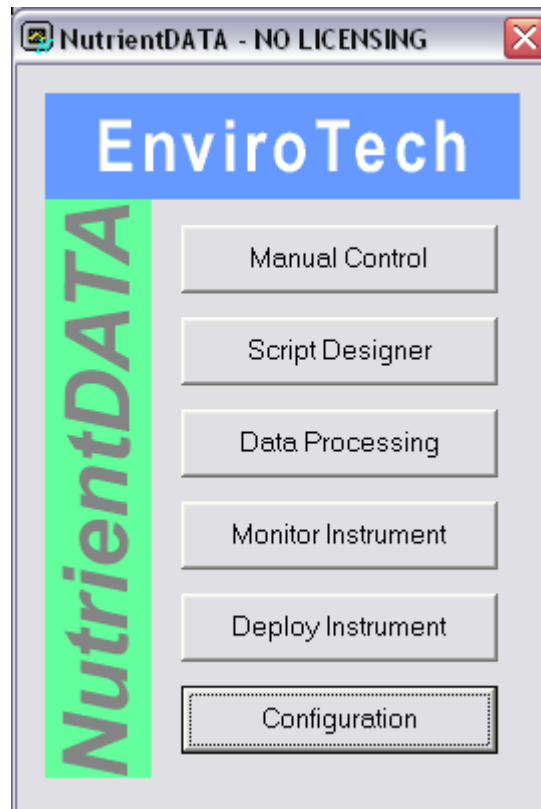 NutrientDATA - NO LICENSING
EnviroTech
NutrientDATA
Manual Control
Script Designer
Data Processing
Monitor Instrument
Deploy Instrument
Configuration